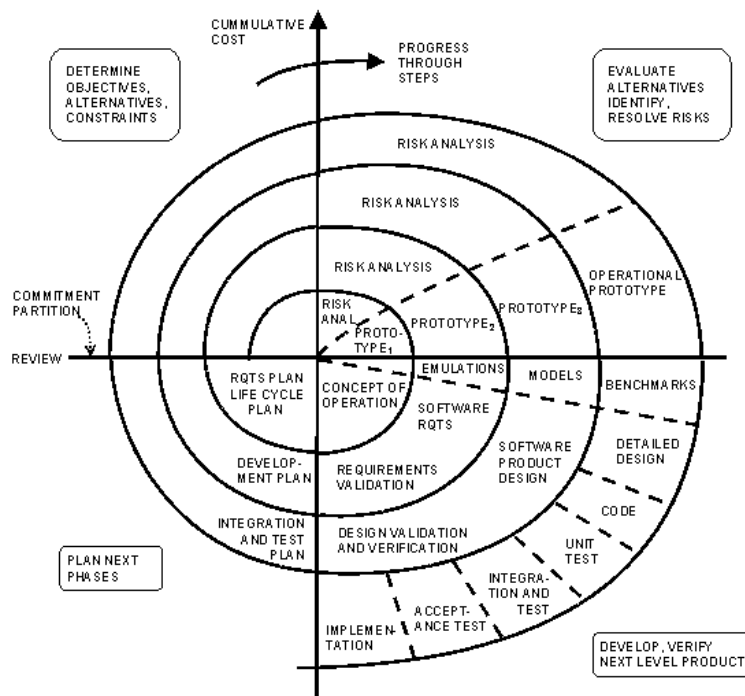 CUMMULATIVE
COST
PROGRESS
THROUGH
STEPS
DETERMINE
OBJECTIVES,
ALTERNATIVES,
CONSTRAINTS
EVALUATE
ALTERNATIVES
IDENTIFY,
RESOLVE RISKS
RISK ANALYSIS
RISK ANALYSIS
RISK ANALYSIS
RISK
ANAL
PROTO-
TYPE1
PROTOTYPE2
PROTOTYPE3
OPERATIONAL
PROTOTYPE
COMMITMENT
PARTITION
REVIEW
RQTS PLAN
LIFE CYCLE
PLAN
CONCEPT OF
OPERATION
EMULATIONS
MODELS
BENCHMARKS
SOFTWARE
RQTS
SOFTWARE
PRODUCT
DESIGN
DETAILED
DESIGN
DEVELOP-
MENT PLAN
REQUIREMENTS
VALIDATION
CODE
INTEGRATION
AND TEST
PLAN
DESIGN VALIDATION
AND VERIFICATION
UNIT
TEST
PLAN NEXT
PHASES
INTEGRA-
TION AND
TEST
ACCEPT-
ANCE TEST
IMPLEMEN-
TATION
DEVELOP, VERIFY
NEXT LEVEL PRODUCT